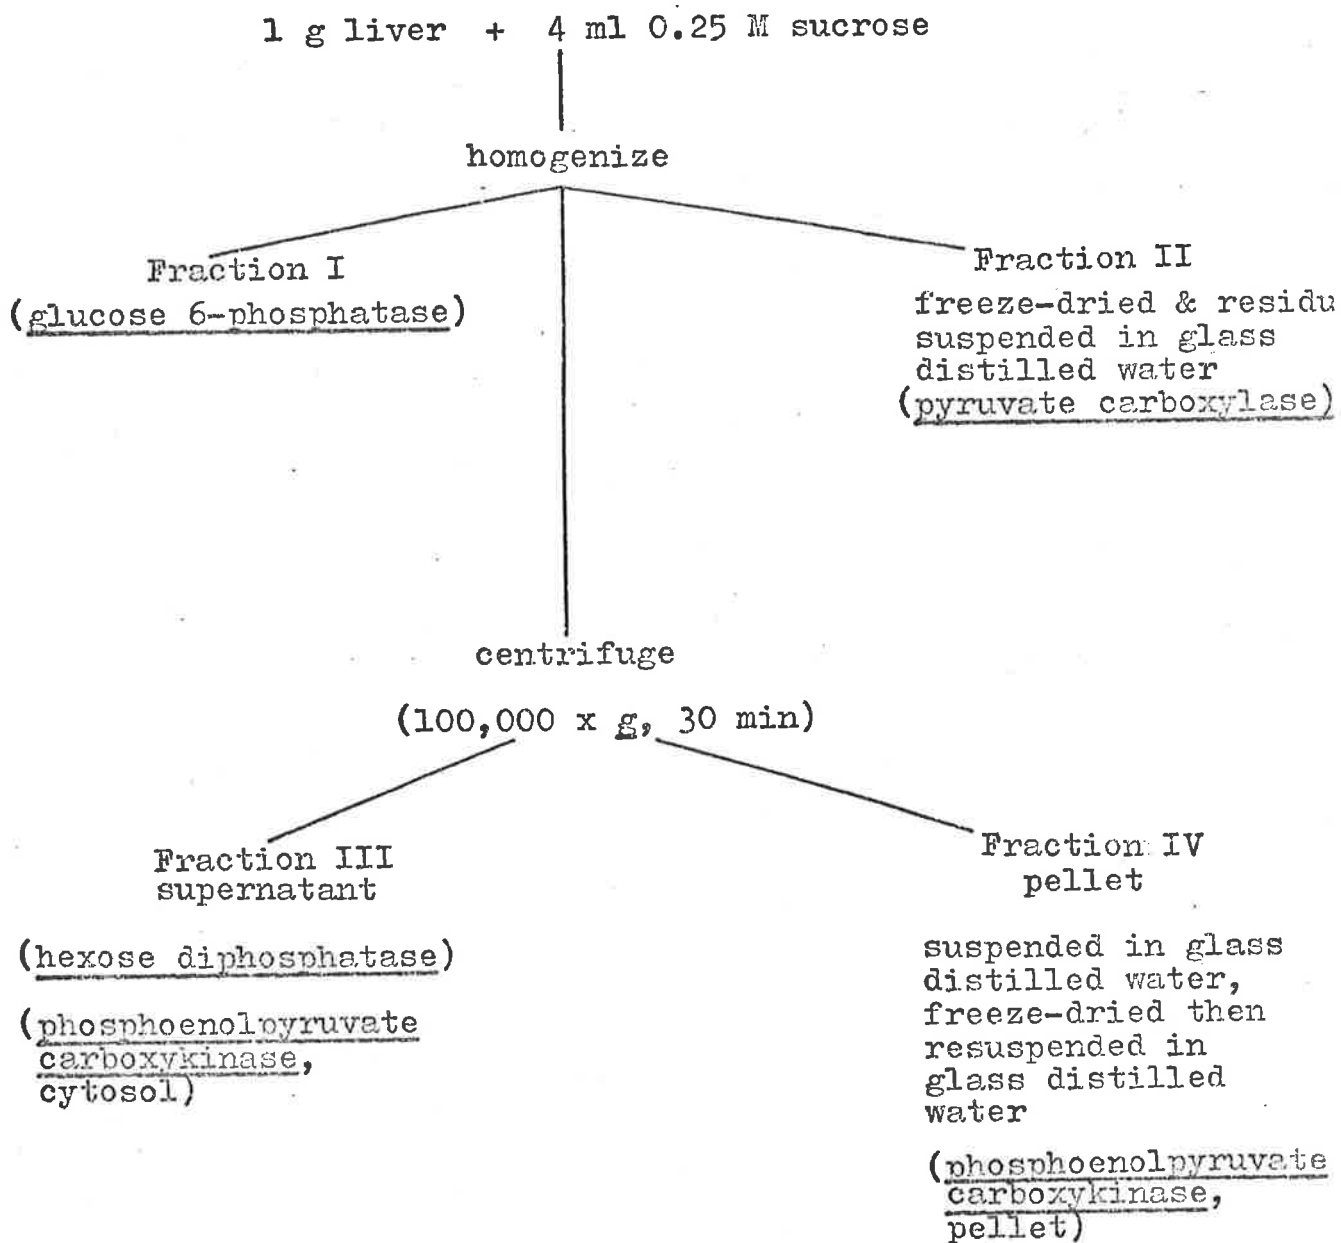 1 g liver + 4 ml 0.25 M sucrose
homogenize
Fraction I
(glucose 6-phosphatase)
Fraction II
freeze-dried & residu
suspended in glass
distilled water
(pyruvate carboxylase)
centrifuge
(100,000 x g, 30 min)
Fraction III
supernatant
(hexose diphosphatase)
(phosphoenolpyruvate
carboxykinase,
cytosol)
Fraction IV
pellet
suspended in glass
distilled water,
freeze-dried then
resuspended in
glass distilled
water
(phosphoenolpyruvate
carboxykinase,
pellet)